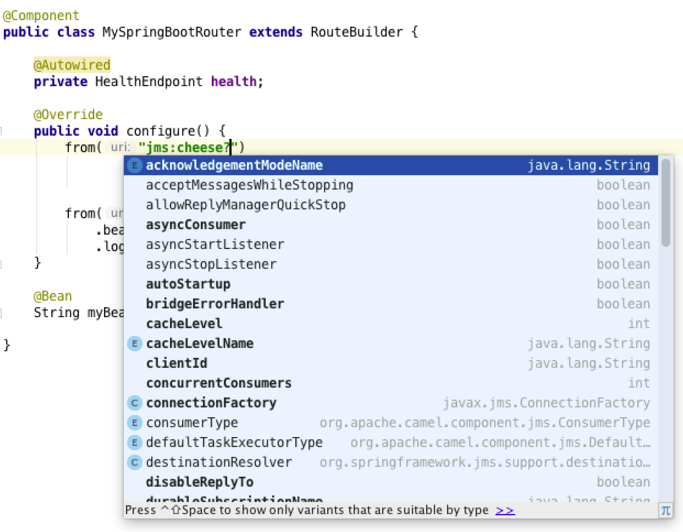 @Component
public class MySpringBootRouter extends RouteBuilder {
@Autowired
private HealthEndpoint health;
@Override
public void configure() {
from( uri: "jms:cheese?")
E acknowledgementModeName java.lang.String
acceptMessagesWhileStopping boolean
allowReplyManagerQuickStop boolean
asyncConsumer boolean
asyncStartListener boolean
asyncStopListener boolean
autoStartup boolean
bridgeErrorHandler boolean
cacheLevel int
E cacheLevelName java.lang.String
clientId java.lang.String
concurrentConsumers int
C connectionFactory javax.jms.ConnectionFactory
E consumerType org.apache.camel.component.jms.ConsumerType
E defaultTaskExecutorType org.apache.camel.component.jms.Default…
C destinationResolver org.springframework.jms.support.destinatio…
disableReplyTo boolean
durableSubscriptionName java.lang.String
Press ^⇧Space to show only variants that are suitable by type >> π
from( ur
.bea
.log
}
@Bean
String myBea
}